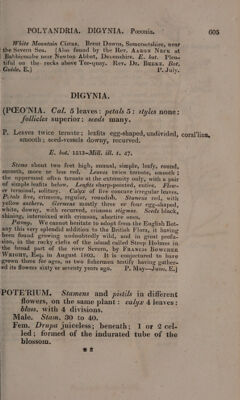 POLYANDRIA. DIGYNIA. Pœonia. 605
White Mountain Cistus. Brent Downs, Somersetshire, near
the Severn Sea. (Also found by the Rev. Aaron Neck at
Babbicombe near Newton Abbot, Devonshire. E. bot. Plen-
tiful on the rocks above Tor-quay. Rev. Dr. Beeke. Bot.
Guide. E.) P. July.
DIGYNIA.
(PŒO'NIA. Cal. 5 leaves: petals 5: styles none:
follicles superior: seeds many.
P. Leaves twice ternate; leafits egg-shaped, undivided, coral'lina.
smooth; seed-vessels downy, recurved.
E. bot. 1513-Mill. ill. t. 47.
Stems about two feet high, annual, simple, leafy, round,
smooth, more or less red. Leaves twice ternate, smooth;
the uppermost often ternate at the extremity only, with a pair
of simple leafits below. Leafits sharp-pointed, entire. Flow-
er terminal, solitary. Calyx of five concave irregular leaves.
Petals five, crimson, regular, roundish. Stamens red, with
yellow anthers. Germens mostly three or four egg-shaped,
white, downy, with recurved, crimson stigmas. Seeds black,
shining, intermixed with crimson, abortive ones.
Pæony. We cannot hesitate to adopt from the English Bot-
any this very splendid addition to the British Flora, it having
been found growing undoubtedly wild, and in great profu-
sion, in the rocky clefts of the island called Steep Holmes in
the broad part of the river Severn, by Francis Bowcher
Wright, Esq. in August 1803. It is conjectured to have
grown there for ages, as two fishermen testify having gather-
ed its flowers sixty or seventy years ago. P. May—June. E.]
POTE'RIUM. Stamens and pistils in different
flowers, on the same plant: calyx 4 leaves:
bloss. with 4 divisions.
Male. Stam. 30 to 40.
Fem. Drupa juiceless; beneath; 1 or 2 cel-
led; formed of the indurated tube of the
blossom.
**